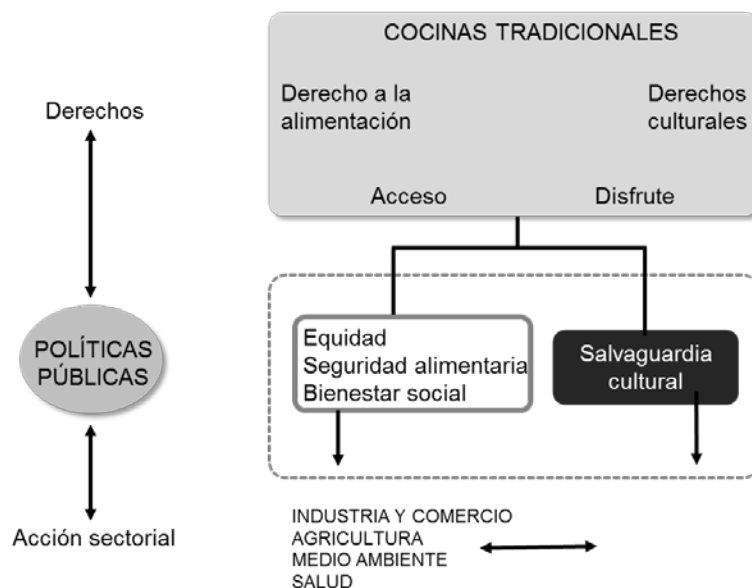 COCINAS TRADICIONALES
Derecho a la
alimentación
Derechos
culturales
Acceso
Disfrute
Derechos
POLÍTICAS
PÚBLICAS
Acción sectorial
Equidad
Seguridad alimentaria
Bienestar social
Salvaguardia
cultural
INDUSTRIA Y COMERCIO
AGRICULTURA
MEDIO AMBIENTE
SALUD